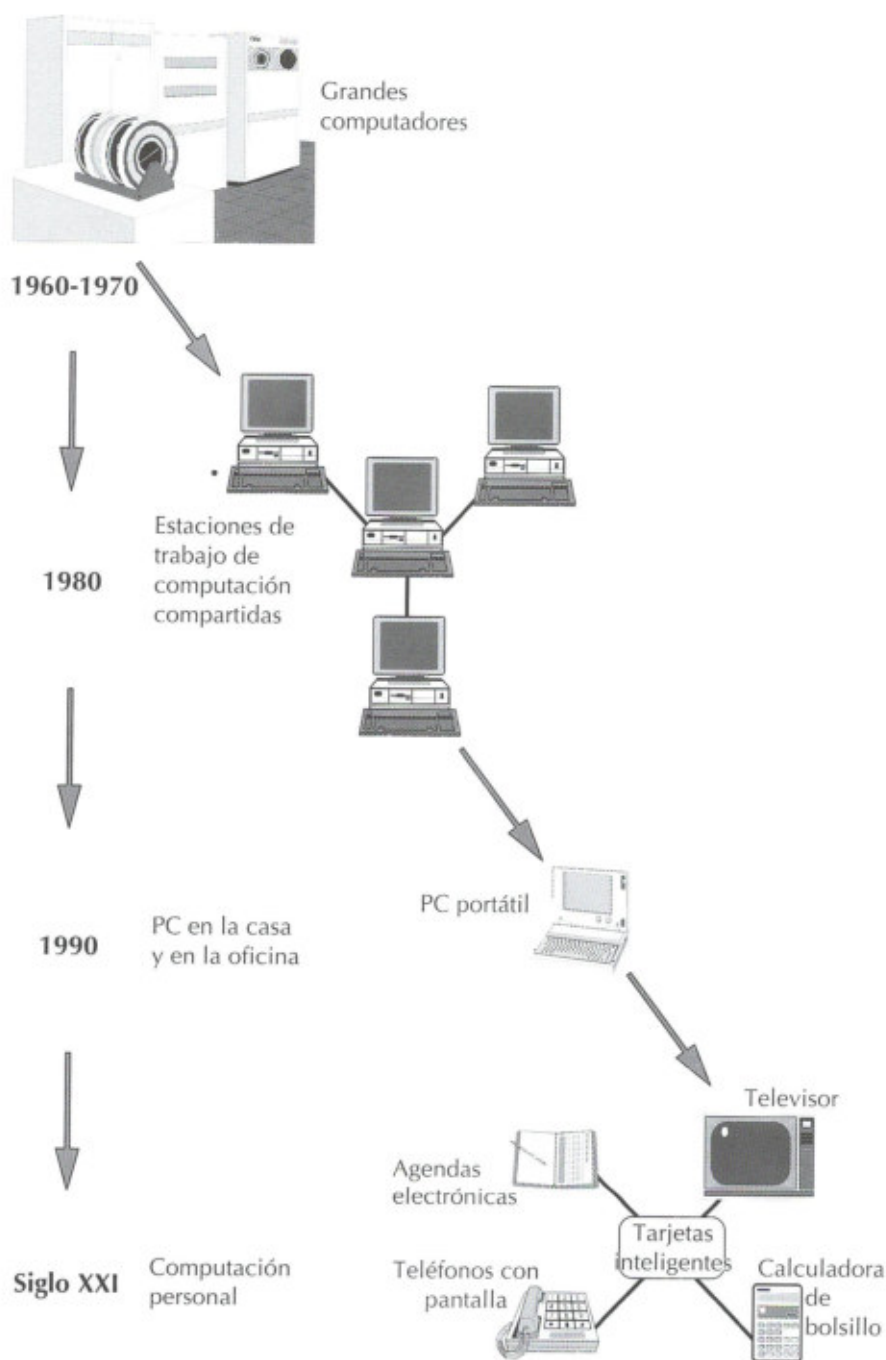 Grandes
computadores
1960-1970
Estaciones de
trabajo de
computación
compartidas
1980
PC portátil
1990
PC en la casa
y en la oficina
Televisor
Agendas
electrónicas
Tarjetas
inteligentes
Siglo XXI
Computación
personal
Teléfonos con
pantalla
Calculadora
de
bolsillo